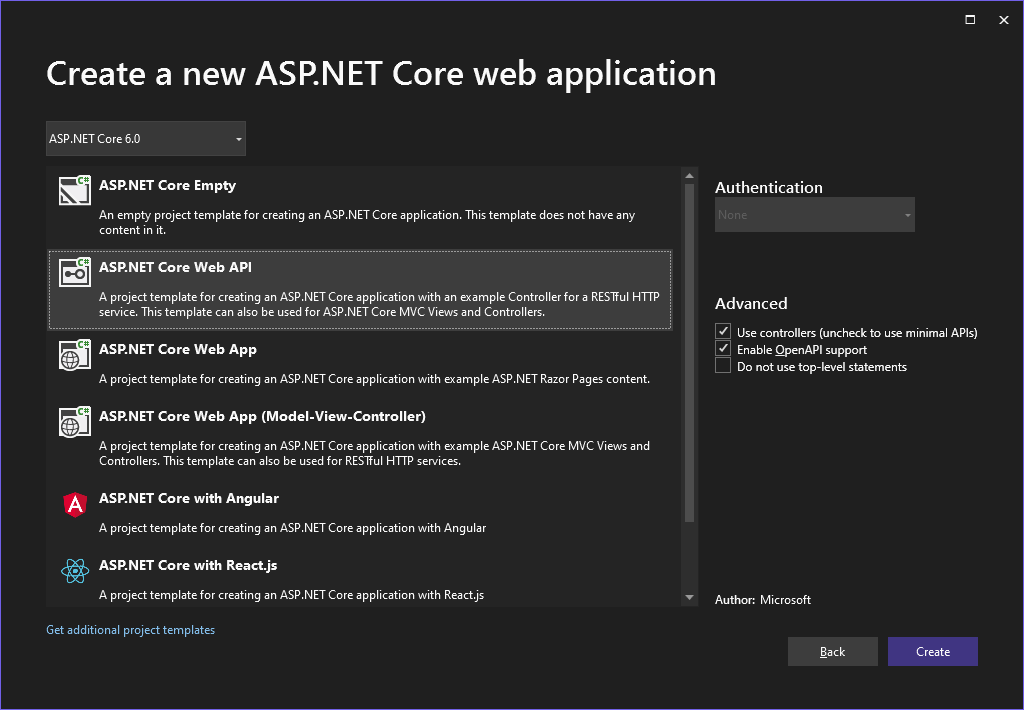 Create a new ASP.NET Core web application
ASP.NET Core 6.0
C#
ASP.NET Core Empty
An empty project template for creating an ASP.NET Core application. This template does not have any
content in it.
C#
ASP.NET Core Web API
A project template for creating an ASP.NET Core application with an example Controller for a RESTful HTTP
service. This template can also be used for ASP.NET Core MVC Views and Controllers.
C#
ASP.NET Core Web App
A project template for creating an ASP.NET Core application with example ASP.NET Razor Pages content.
C#
ASP.NET Core Web App (Model-View-Controller)
A project template for creating an ASP.NET Core application with example ASP.NET Core MVC Views and
Controllers. This template can also be used for RESTful HTTP services.
A
ASP.NET Core with Angular
A project template for creating an ASP.NET Core application with Angular
ASP.NET Core with React.js
A project template for creating an ASP.NET Core application with React.js
Get additional project templates
Authentication
None
Advanced
Use controllers (uncheck to use minimal APIs)
Enable OpenAPI support
Do not use top-level statements
Author: Microsoft
Back
Create